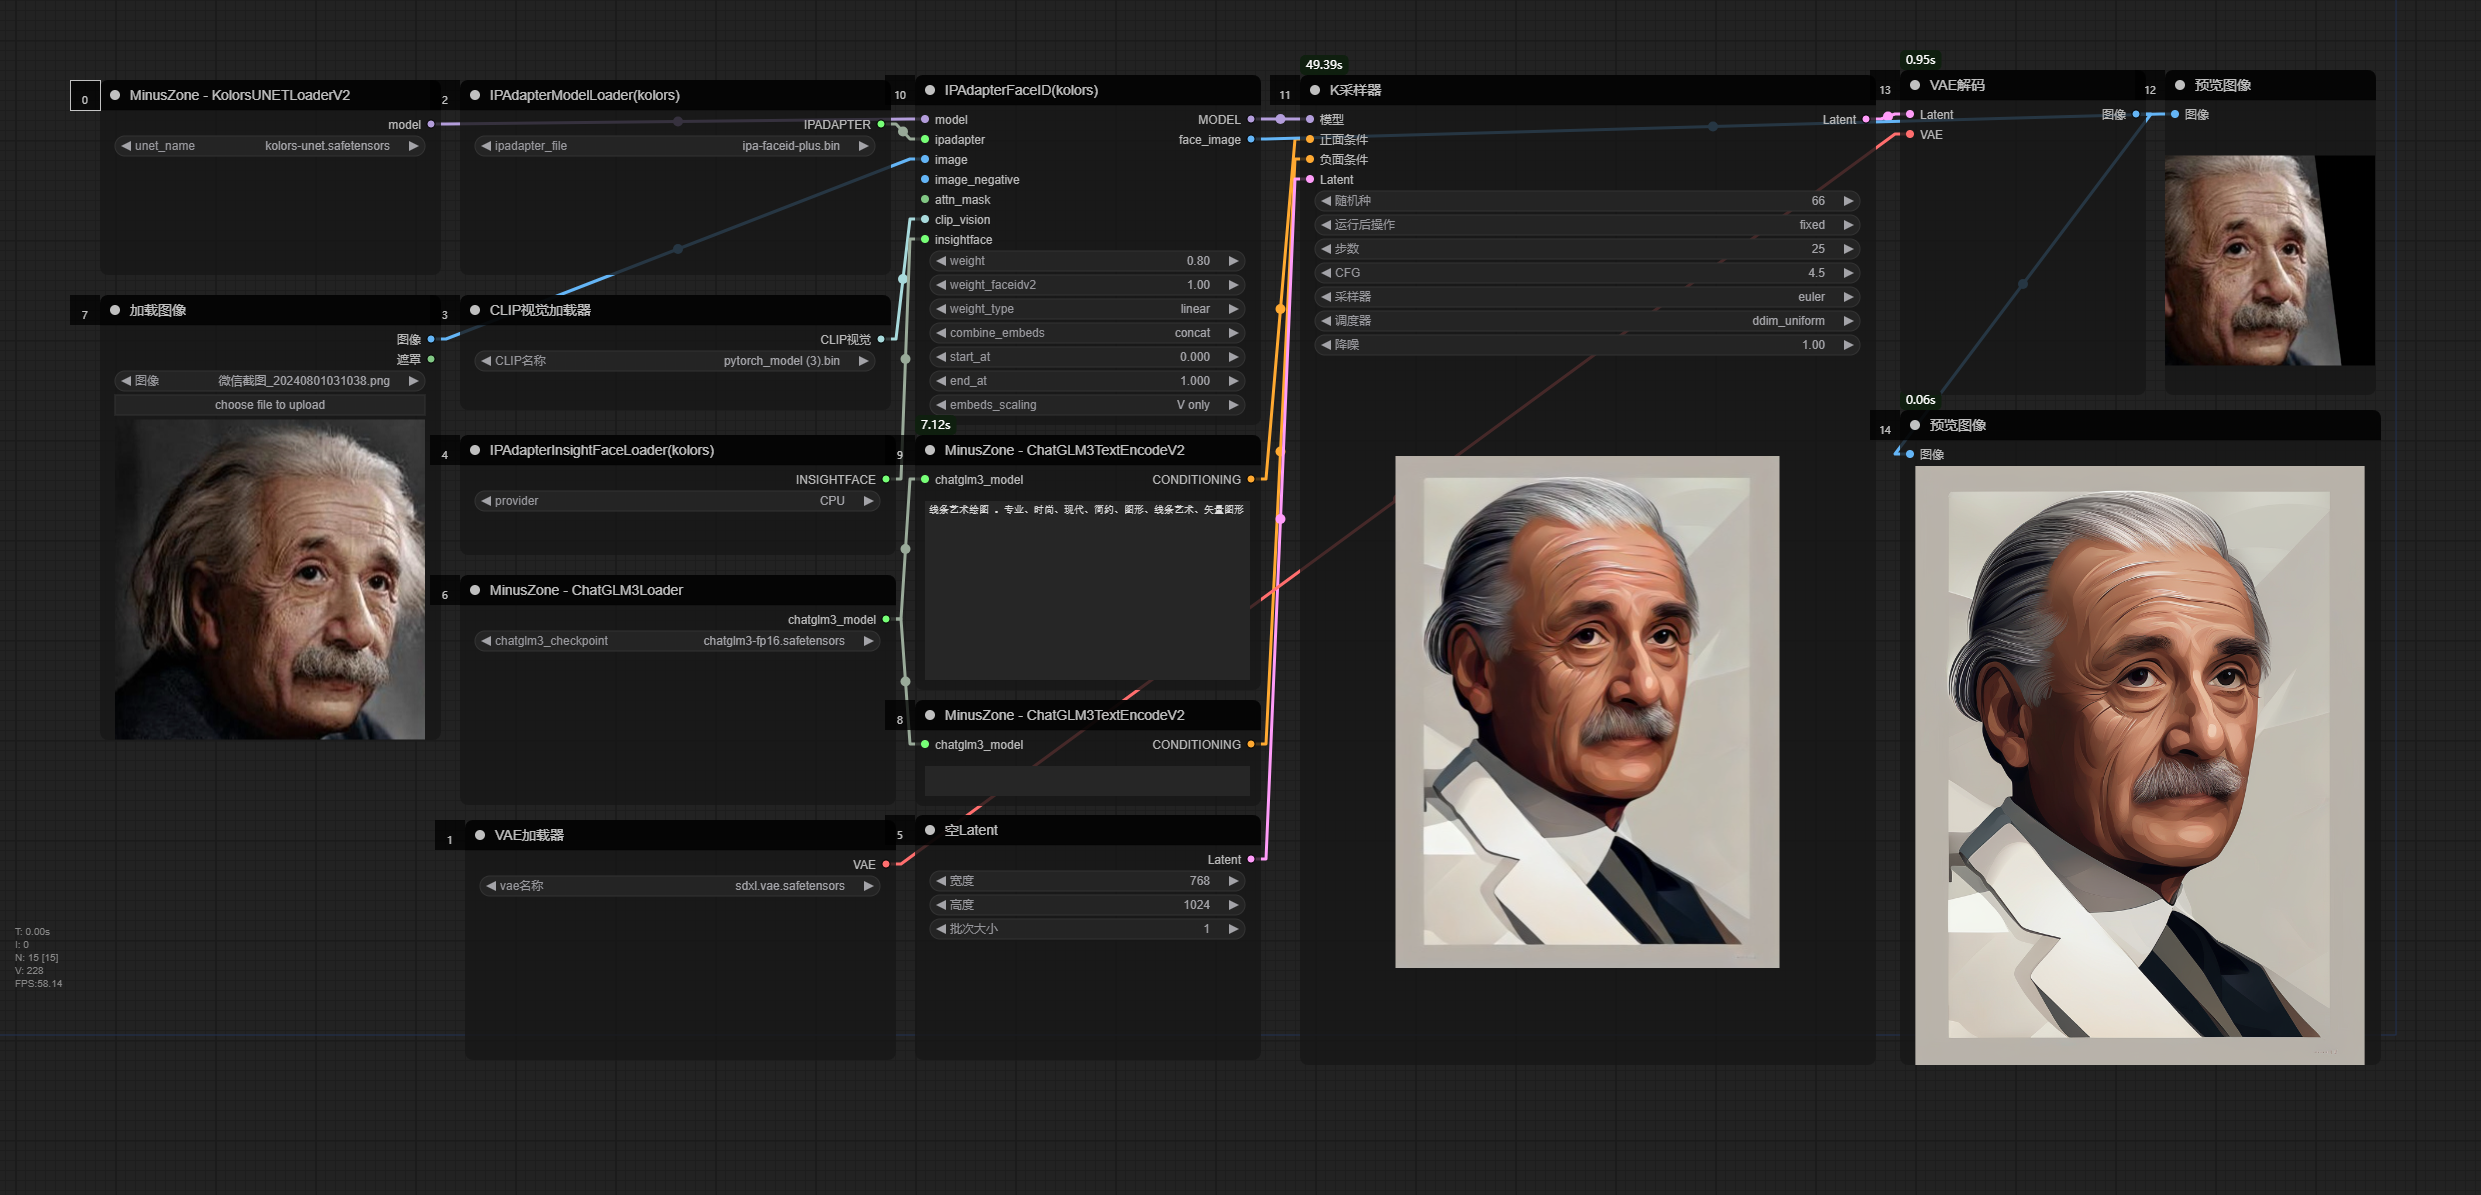 0
MinusZone - KolorsUNETLoaderV2
model
unet_name kolors-unet.safetensors
2
IPAdapterModelLoader(kolors)
IPADAPTER
ipadapter_file ipa-faceid-plus.bin
7
加载图像
图像
遮罩
图像 微信截图_20240801031038.png
choose file to upload
3
CLIP视觉加载器
CLIP视觉
CLIP名称 pytorch_model (3).bin
4
IPAdapterInsightFaceLoader(kolors)
INSIGHTFACE
provider CPU
6
MinusZone - ChatGLM3Loader
chatglm3_model
chatglm3_checkpoint chatglm3-fp16.safetensors
1
VAE加载器
VAE
vae名称 sdxl.vae.safetensors
10
IPAdapterFaceID(kolors)
model MODEL
ipadapter face_image
image
image_negative
attn_mask
clip_vision
insightface
weight 0.80
weight_faceidv2 1.00
weight_type linear
combine_embeds concat
start_at 0.000
end_at 1.000
embeds_scaling V only
7.12s
9
MinusZone - ChatGLM3TextEncodeV2
chatglm3_model CONDITIONING
线条艺术绘图 。专业、时尚、现代、简约、图形、线条艺术、矢量图形
8
MinusZone - ChatGLM3TextEncodeV2
chatglm3_model CONDITIONING
5
空Latent
Latent
宽度 768
高度 1024
批次大小 1
49.39s
11
K采样器
模型 Latent
正面条件
负面条件
Latent
随机种 66
运行后操作 fixed
步数 25
CFG 4.5
采样器 euler
调度器 ddim_uniform
降噪 1.00
0.95s
13
VAE解码
Latent 图像
VAE
12
预览图像
图像
0.06s
14
预览图像
图像
T: 0.00s
I: 0
N: 15 [15]
V: 228
FPS:58.14